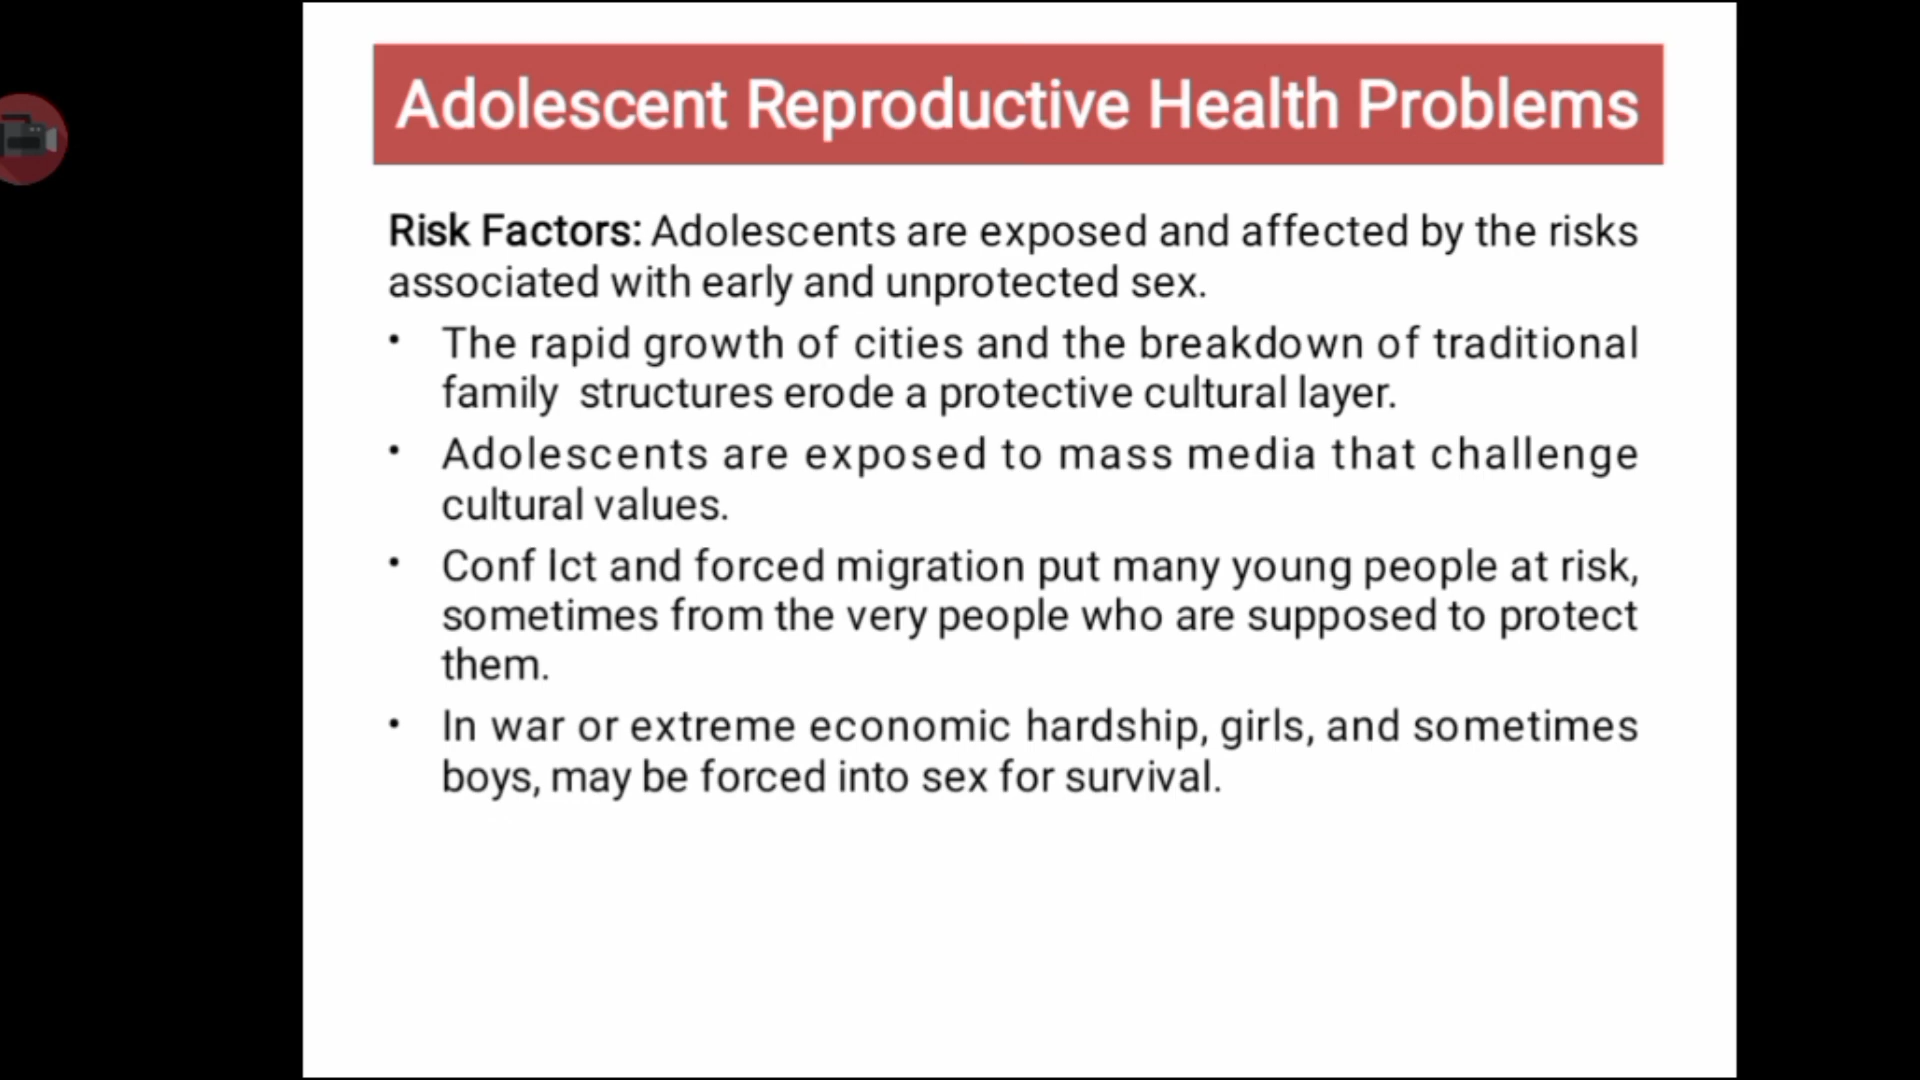 Adolescent Reproductive Health Problems
Risk Factors: Adolescents are exposed and affected by the risks
associated with early and unprotected sex.
• The rapid growth of cities and the breakdown of traditional
family structures erode a protective cultural layer.
• Adolescents are exposed to mass media that challenge
cultural values.
• Conf lct and forced migration put many young people at risk,
sometimes from the very people who are supposed to protect
them.
• In war or extreme economic hardship, girls, and sometimes
boys, may be forced into sex for survival.